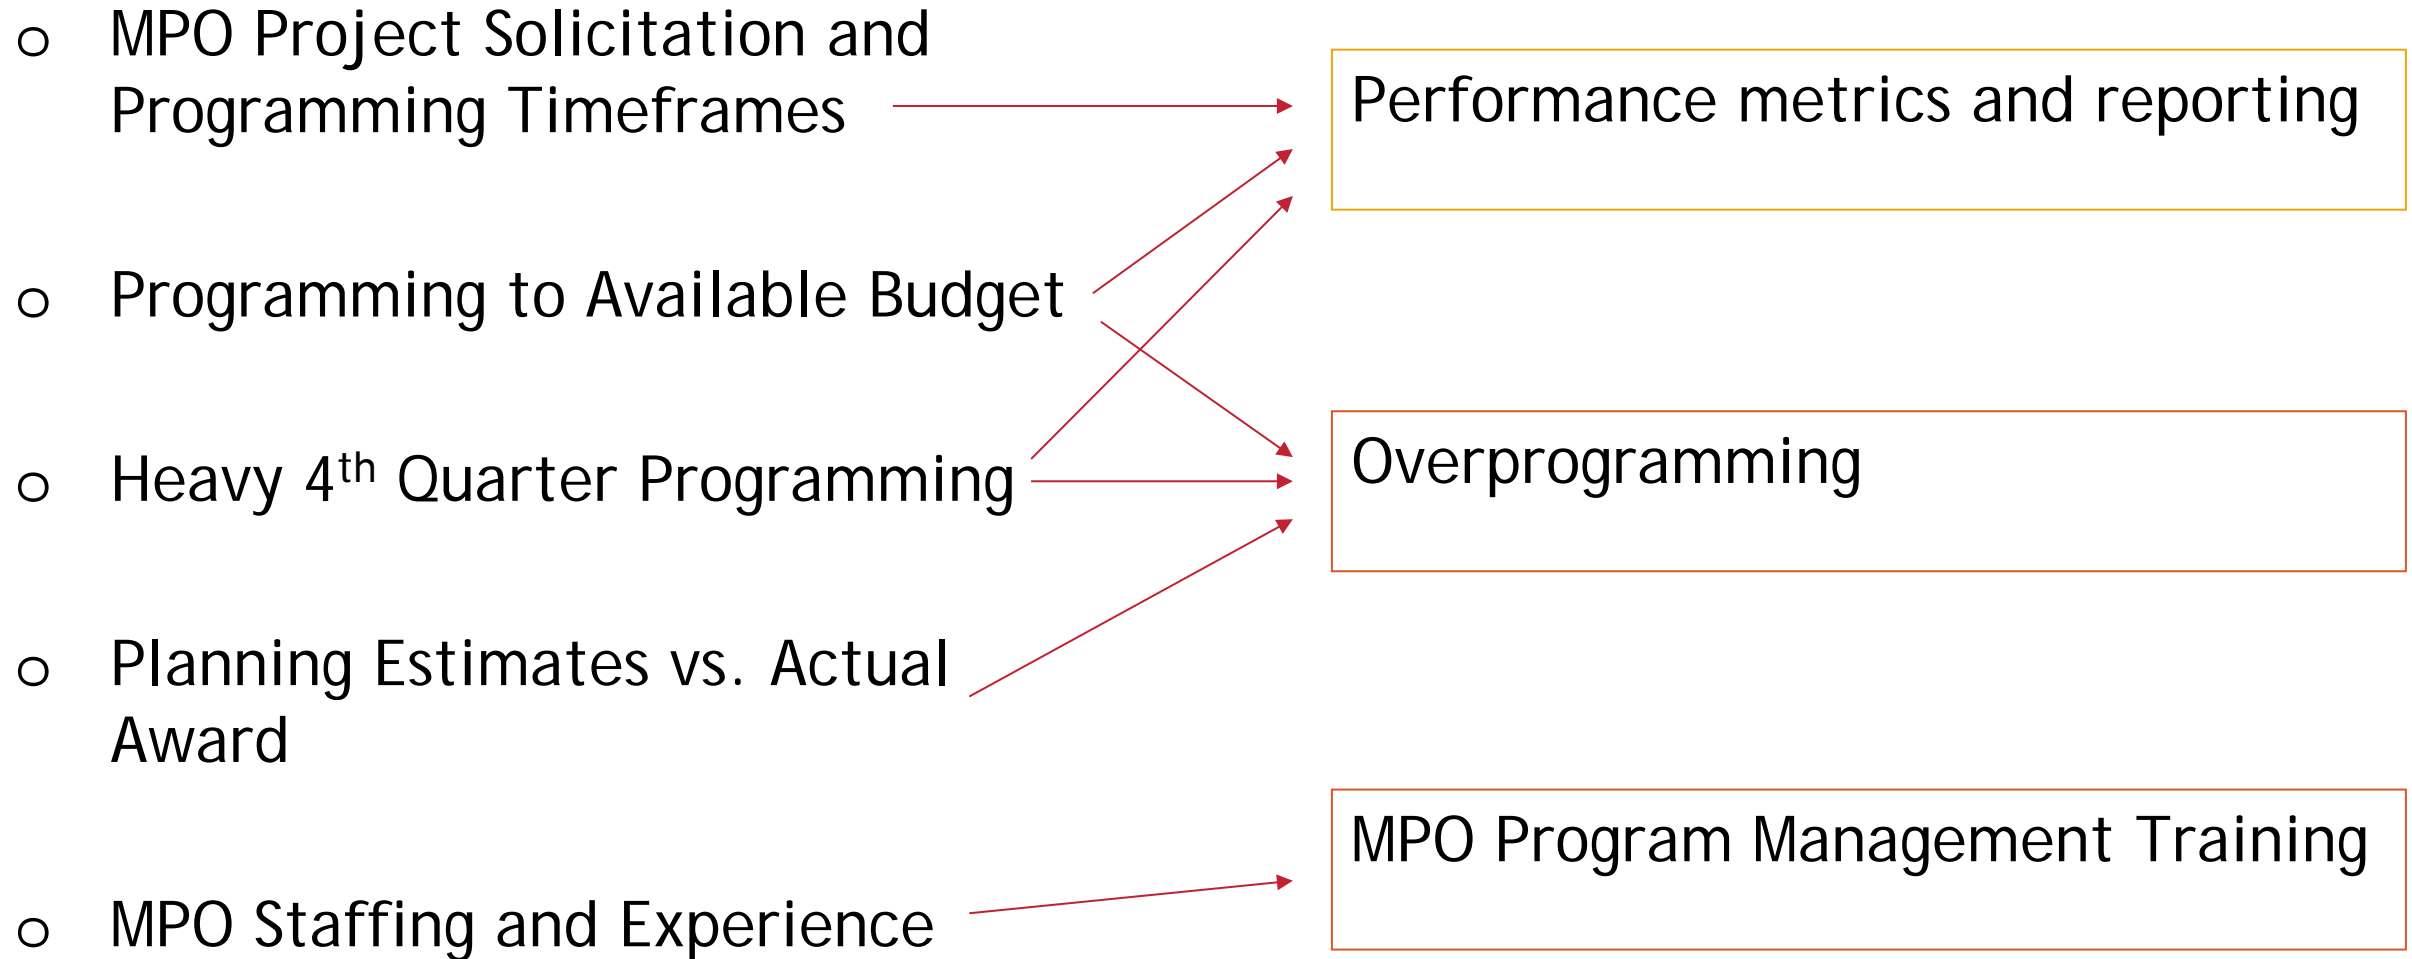 o MPO Project Solicitation and
Programming Timeframes
o Programming to Available Budget
o Heavy 4th Quarter Programming
o Planning Estimates vs. Actual
Award
o MPO Staffing and Experience
Performance metrics and reporting
Overprogramming
MPO Program Management Training